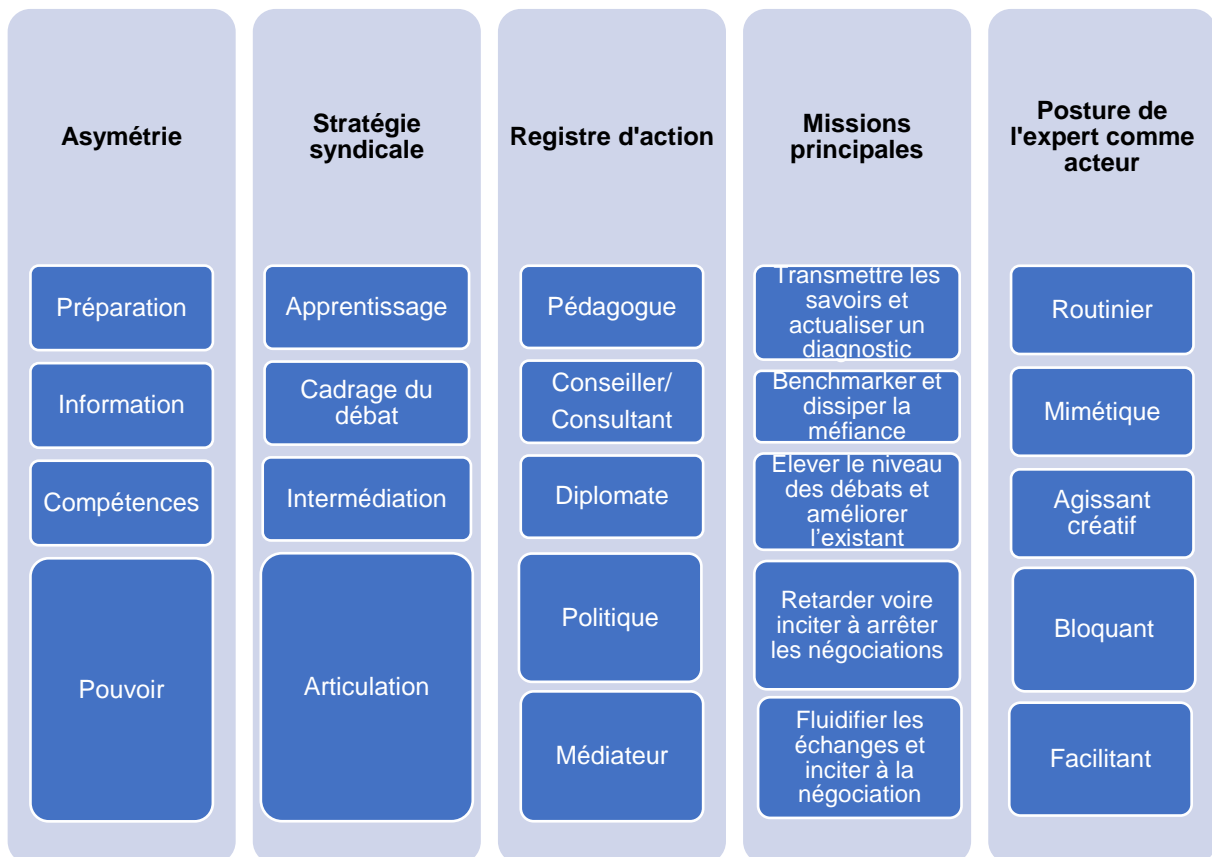 Asymétrie
Préparation
Information
Compétences
Pouvoir
Stratégie
syndicale
Apprentissage
Cadrage du
débat
Intermédiation
Articulation
Registre d'action
Pédagogue
Conseiller/
Consultant
Diplomate
Politique
Médiateur
Missions
principales
Transmettre les
savoirs et
actualiser un
diagnostic
Benchmarker et
dissiper la
méfiance
Elever le niveau
des débats et
améliorer
l’existant
Retarder voire
inciter à arrêter
les négociations
Fluidifier les
échanges et
inciter à la
négociation
Posture de
l'expert comme
acteur
Routinier
Mimétique
Agissant
créatif
Bloquant
Facilitant